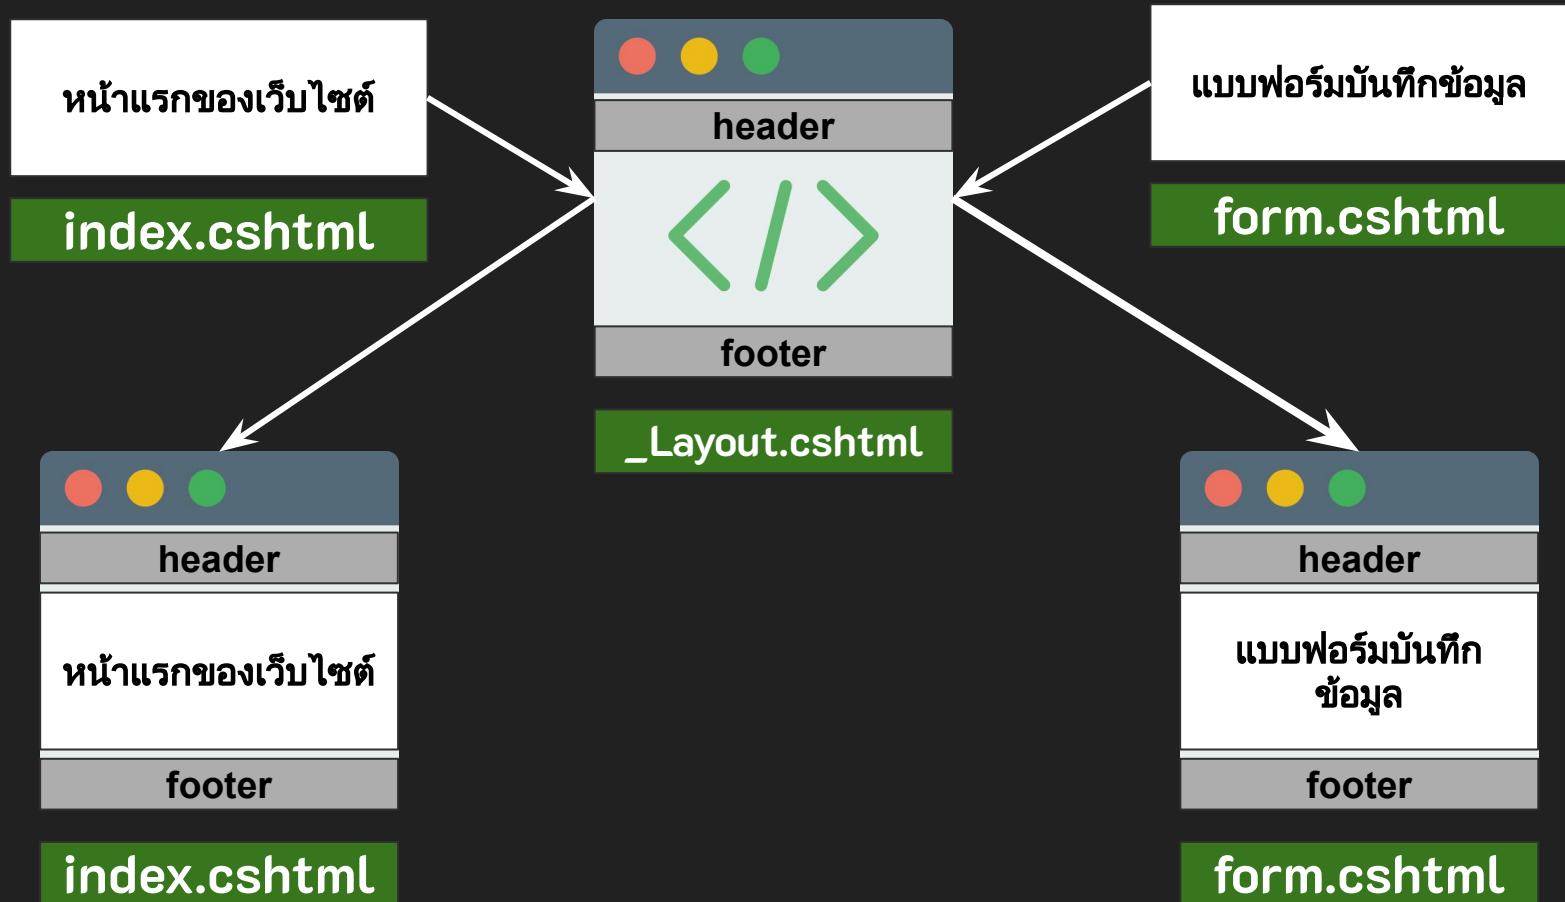 หน้าแรกของเว็บไซต์
index.cshtml
header
</>
footer
_Layout.cshtml
แบบฟอร์มบันทึกข้อมูล
form.cshtml
header
หน้าแรกของเว็บไซต์
footer
index.cshtml
header
แบบฟอร์มบันทึก
ข้อมูล
footer
form.cshtml